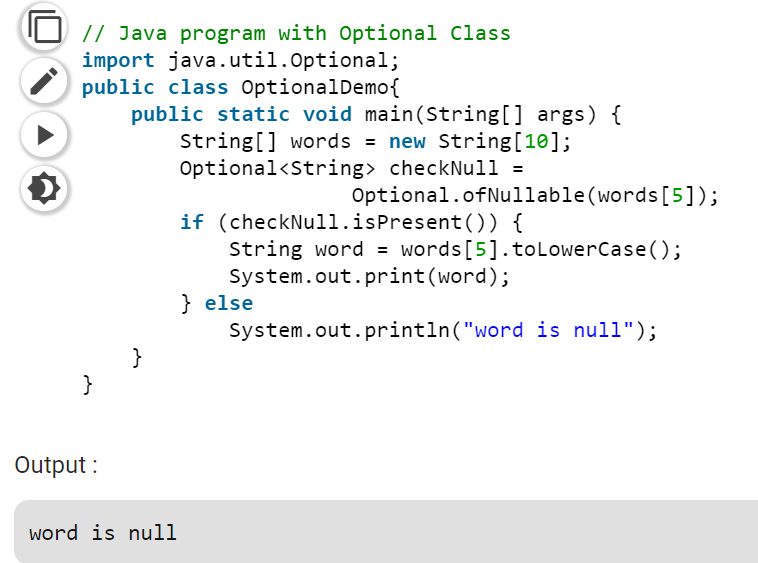 // Java program with Optional Class
import java.util.Optional;
public class OptionalDemo{
    public static void main(String[] args) {
        String[] words = new String[10];
        Optional<String> checkNull =
                      Optional.ofNullable(words[5]);
        if (checkNull.isPresent()) {
            String word = words[5].toLowerCase();
            System.out.print(word);
        } else
            System.out.println("word is null");
    }
}
Output :
word is null